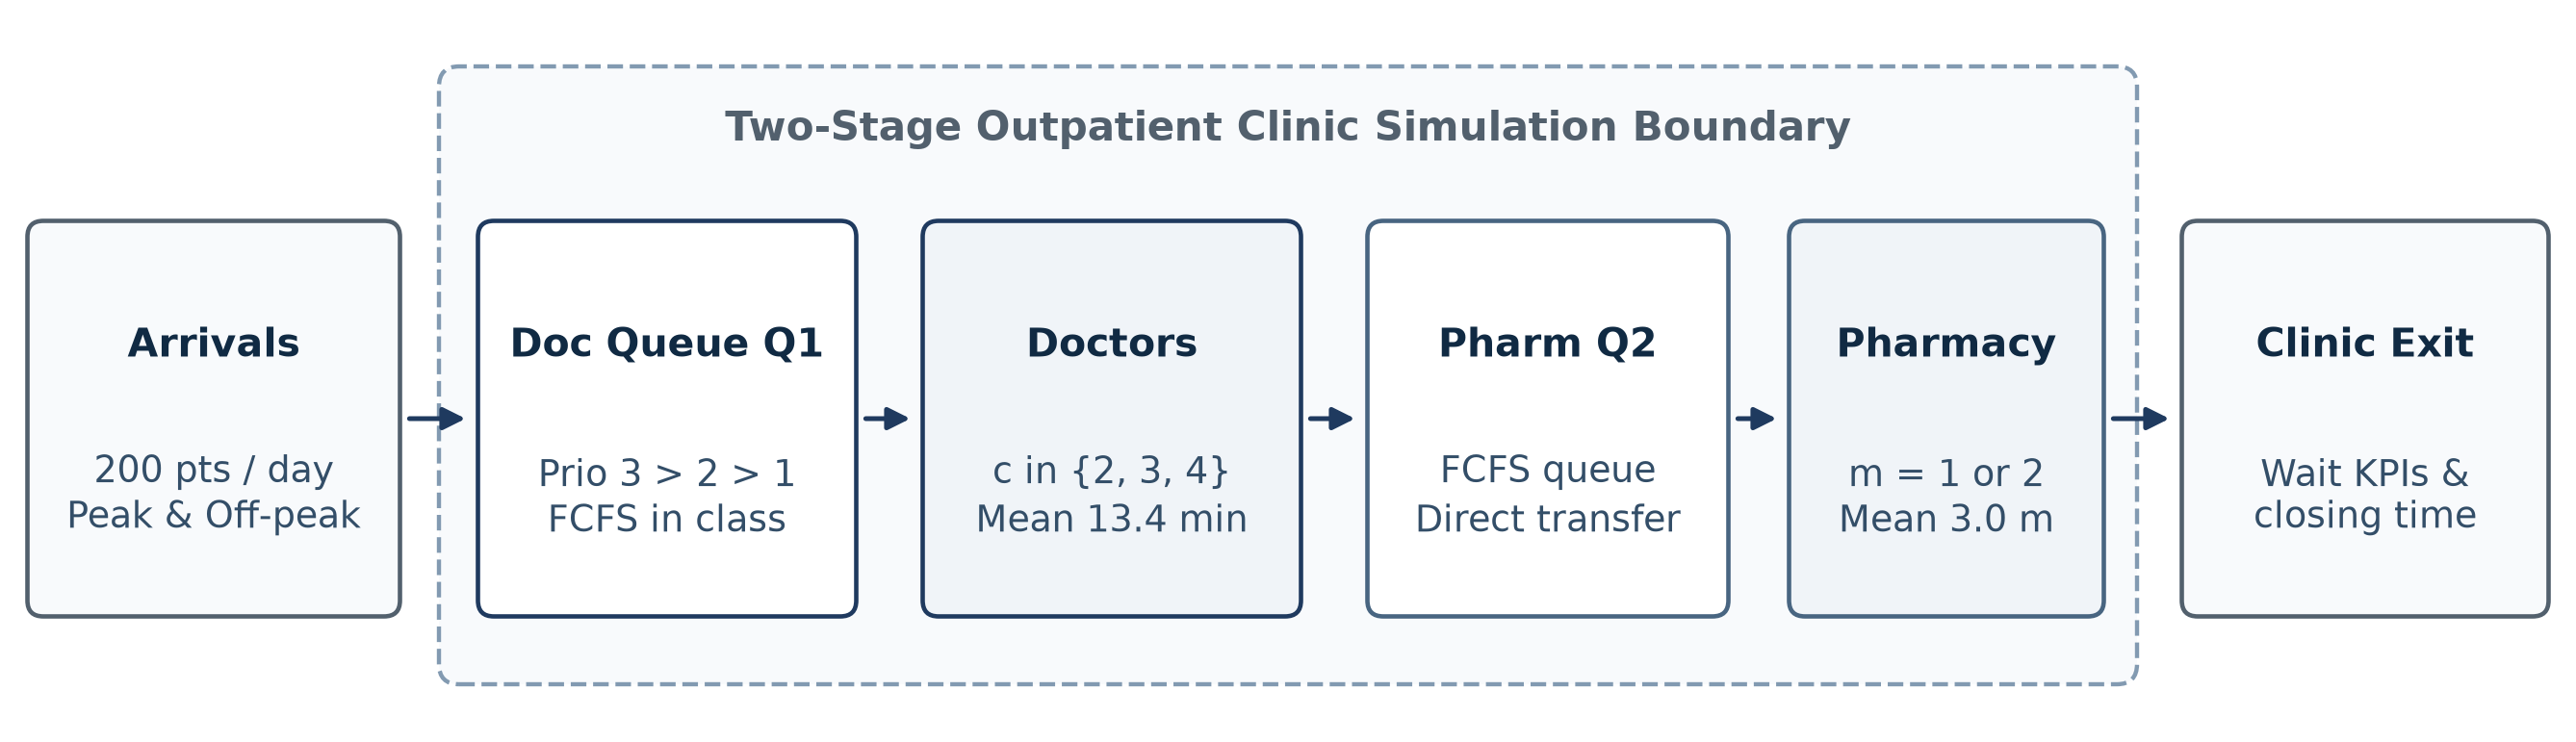 Two-Stage Outpatient Clinic Simulation Boundary
Arrivals
200 pts / day
Peak & Off-peak
Doc Queue Q1
Prio 3 > 2 > 1
FCFS in class
Doctors
c in {2, 3, 4}
Mean 13.4 min
Pharm Q2
FCFS queue
Direct transfer
Pharmacy
m = 1 or 2
Mean 3.0 m
Clinic Exit
Wait KPIs &
closing time